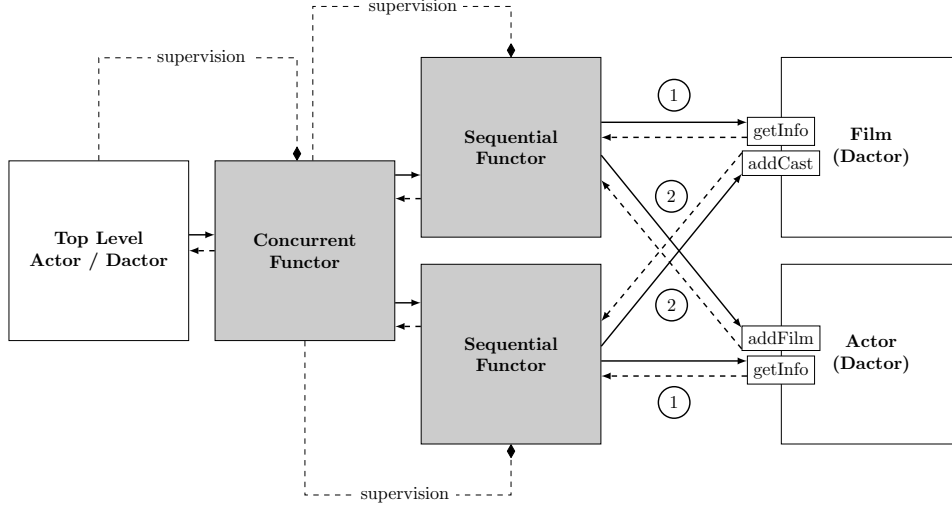 supervision
supervision
1
Sequential
Functor
getInfo
Film
(Dactor)
addCast
2
Top Level
Actor / Dactor
Concurrent
Functor
2
Sequential
Functor
addFilm
Actor
(Dactor)
getInfo
1
supervision